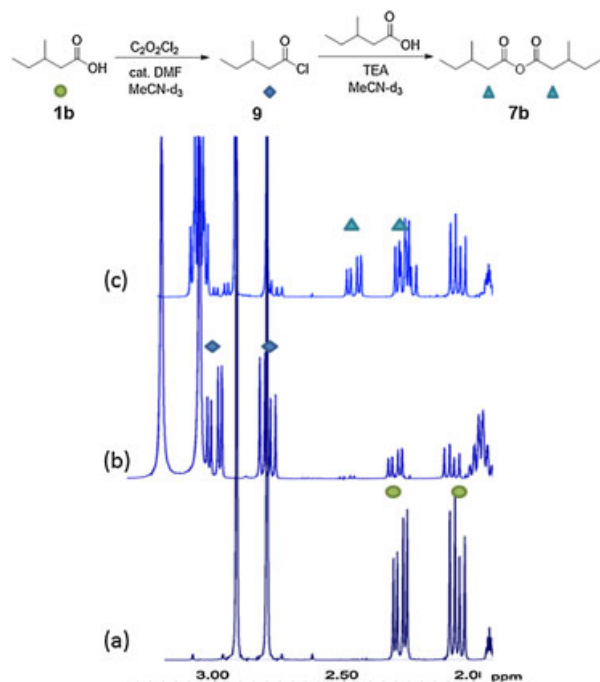 O
OH
1b
C₂O₂Cl₂
cat. DMF
MeCN-d₃
O
Cl
9
O
OH
TEA
MeCN-d₃
O O
O
7b
(c)
(b)
(a)
3.00 2.50 2.0 ppm